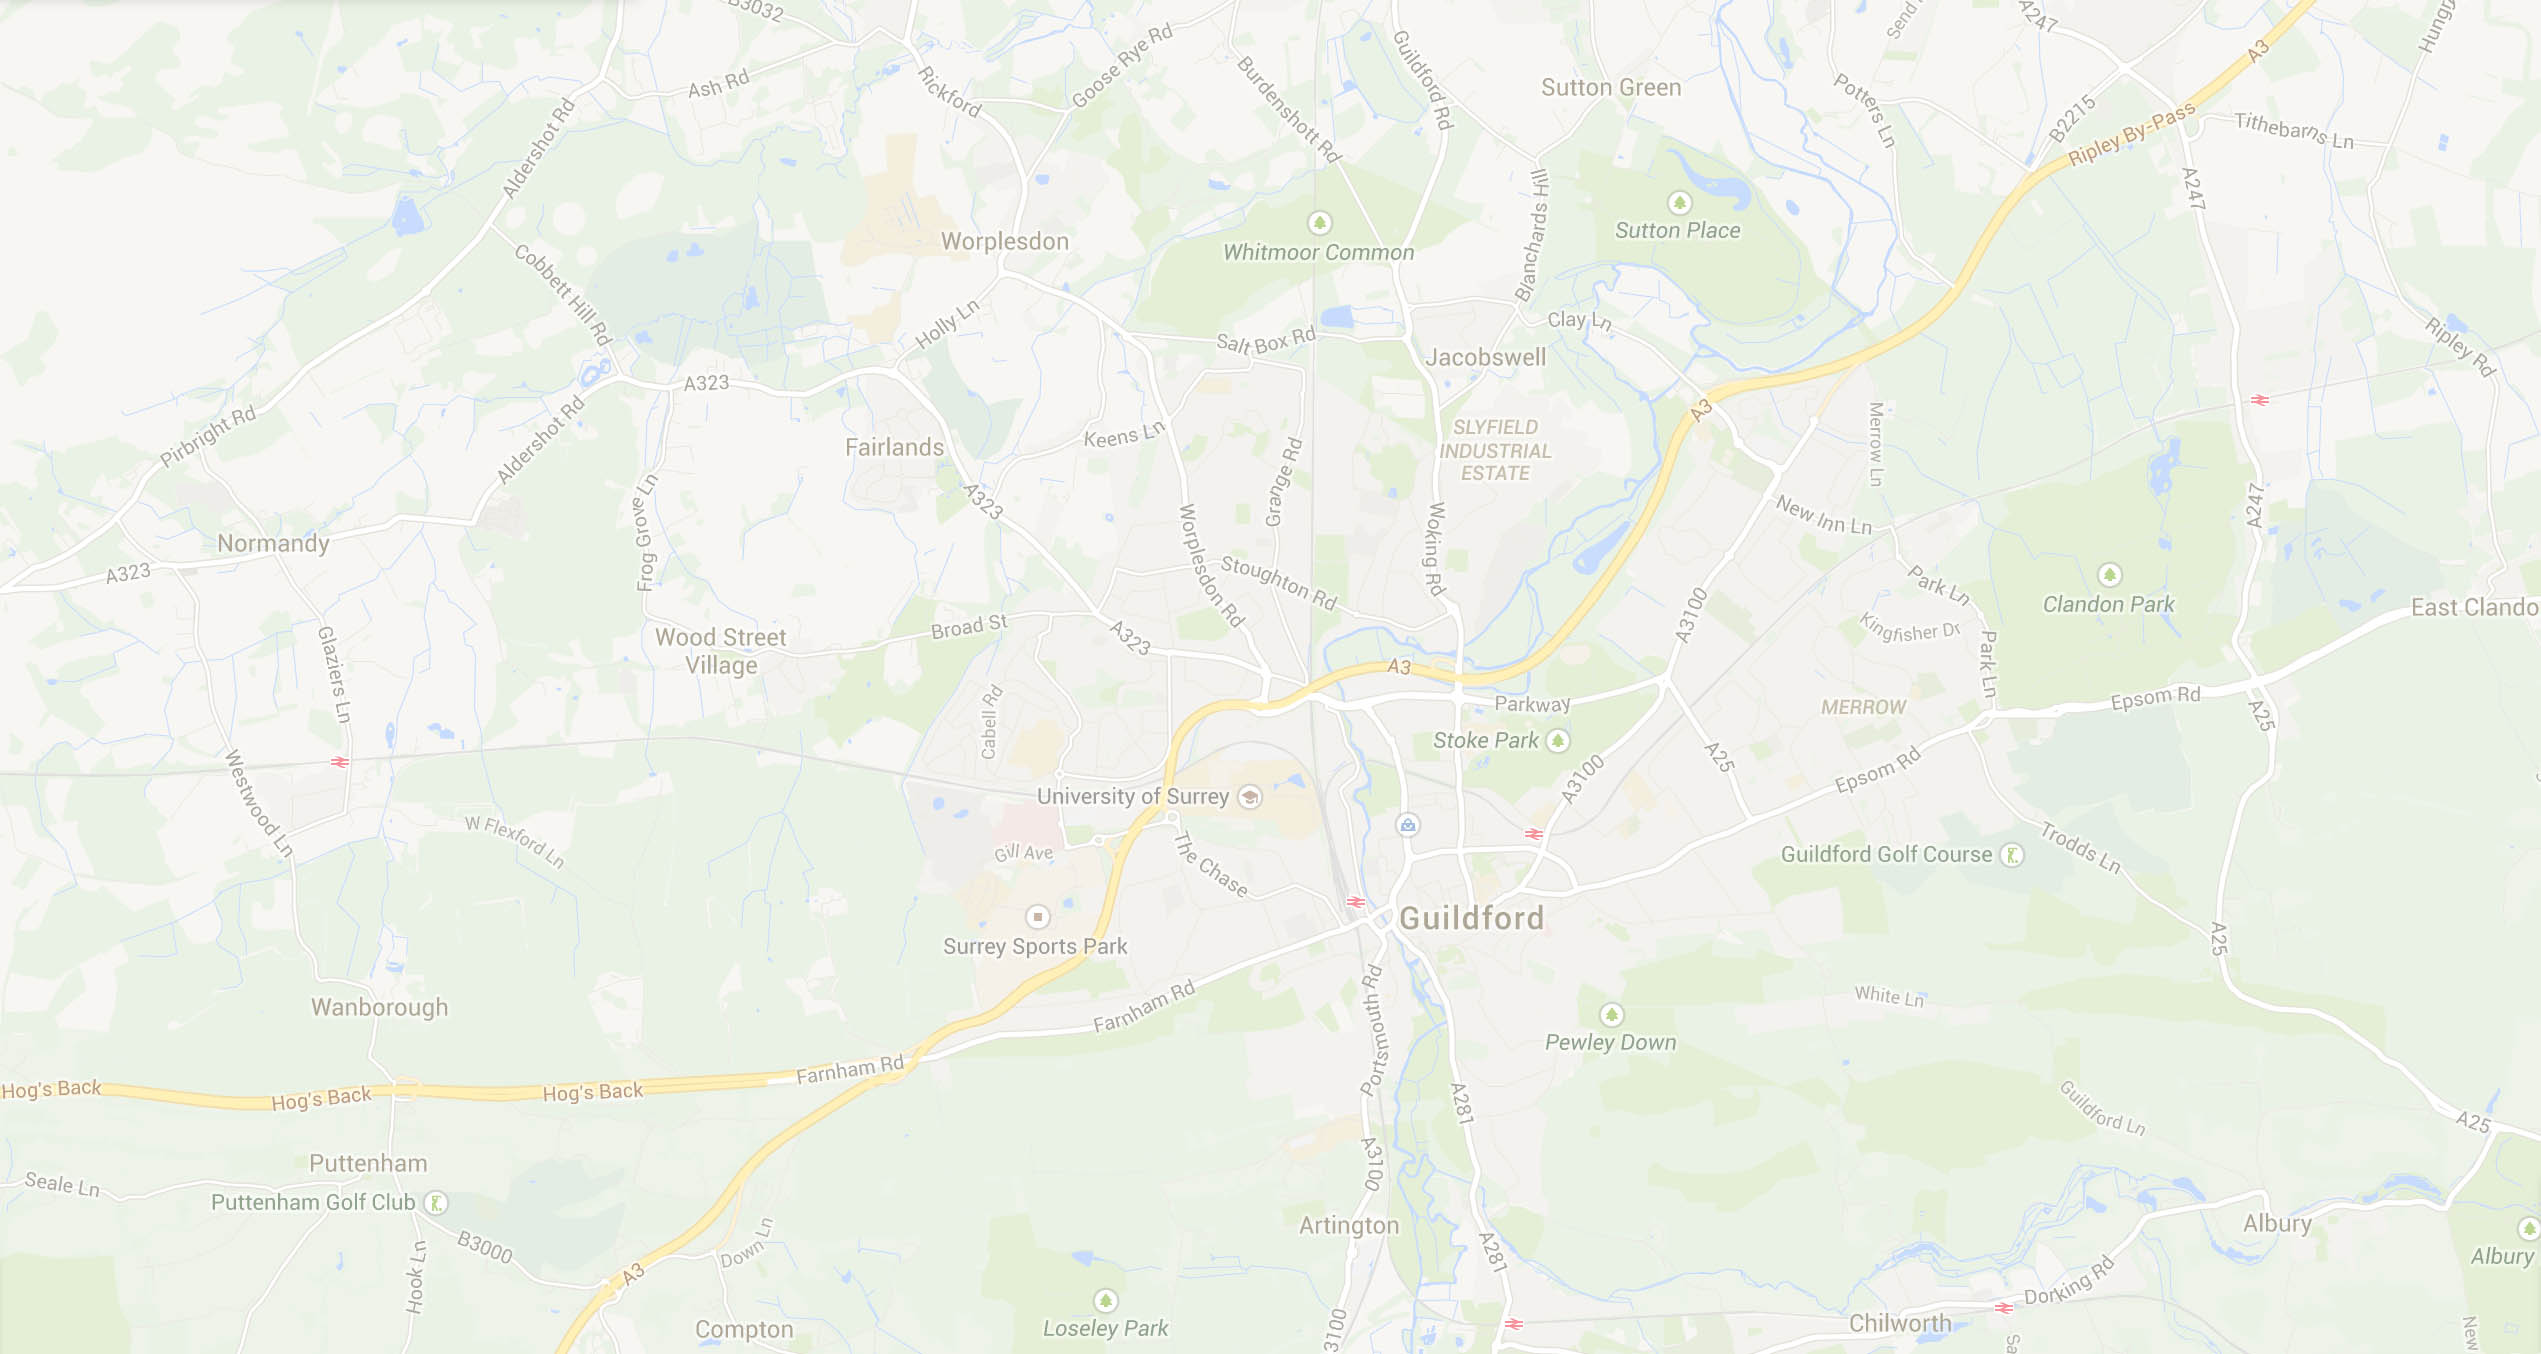 B3032
Ash Rd
Rickford
Goose Rye Rd
Burdenshott Rd
Guildford Rd
Sutton Green
Potters Ln
A247
A3
B2215
Ripley By-Pass
Tithebarns Ln
Aldershot Rd
Cobbett Hill Rd
Worplesdon
Whitmoor Common
Blanchards Hill
Sutton Place
A247
Holly Ln
Salt Box Rd
Clay Ln
Jacobswell
Ripley Rd
A323
Pirbright Rd
Aldershot Rd
Fairlands
Keens Ln
Grange Rd
SLYFIELD
INDUSTRIAL
ESTATE
A3
Merrow Ln
A323
Normandy
A323
Frog Grove Ln
Worplesdon Rd
Stoughton Rd
Woking Rd
New Inn Ln
A247
Park Ln
Clandon Park
Kingfisher Dr
A3100
Glaziers Ln
Wood Street
Village
Broad St
A323
A3
Parkway
Park Ln
MERROW
Epsom Rd
A25
Cabell Rd
Stoke Park
A3100
A25
Epsom Rd
Westwood Ln
University of Surrey
W Flexford Ln
Gill Ave
The Chase
Guildford Golf Course
Trodds Ln
Surrey Sports Park
Guildford
A25
Wanborough
Farnham Rd
Portsmouth Rd
White Ln
Pewley Down
Hog's Back
Hog's Back
Hog's Back
Farnham Rd
A281
Guildford Ln
A25
Puttenham
Seale Ln
Puttenham Golf Club
A3100
Artington
Albury
Albury
B3000
Hook Ln
Down Ln
A3
A281
Dorking Rd
Loseley Park
Compton
3100
Chilworth
New